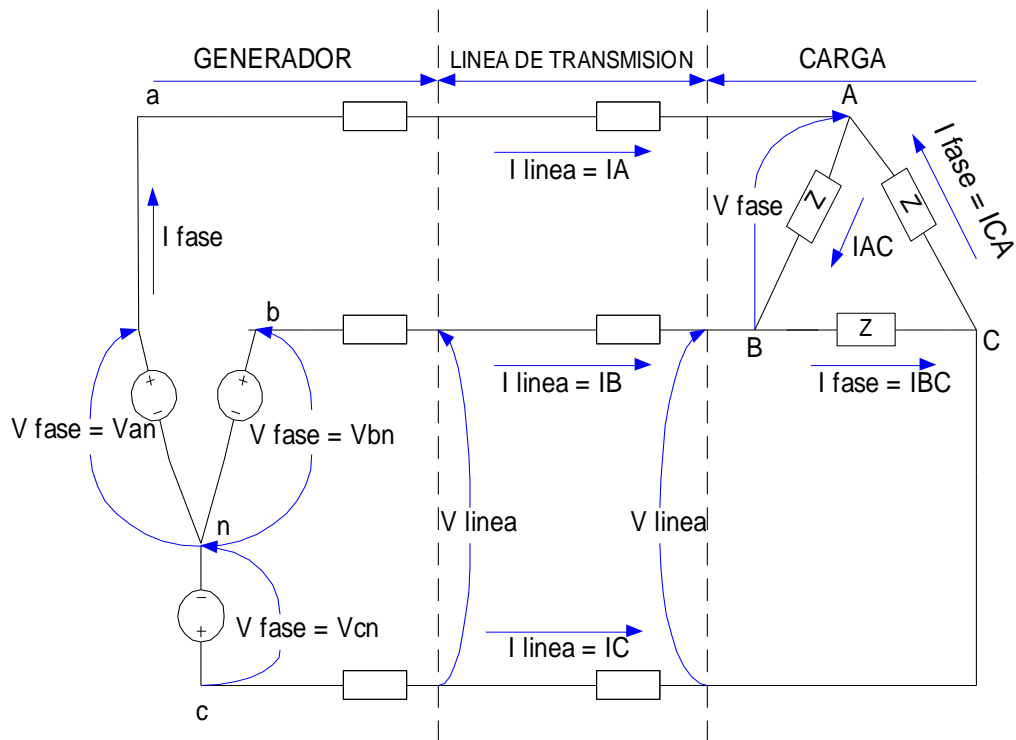 GENERADOR
LINEA DE TRANSMISION
CARGA
a
A
I linea = IA
I fase = ICA
Z
Z
V fase
I fase
IAC
b
B
Z
C
I linea = IB
I fase = IBC
+
-
+
-
V fase = Van
V fase = Vbn
n
V linea
V linea
-
+
V fase = Vcn
I linea = IC
c